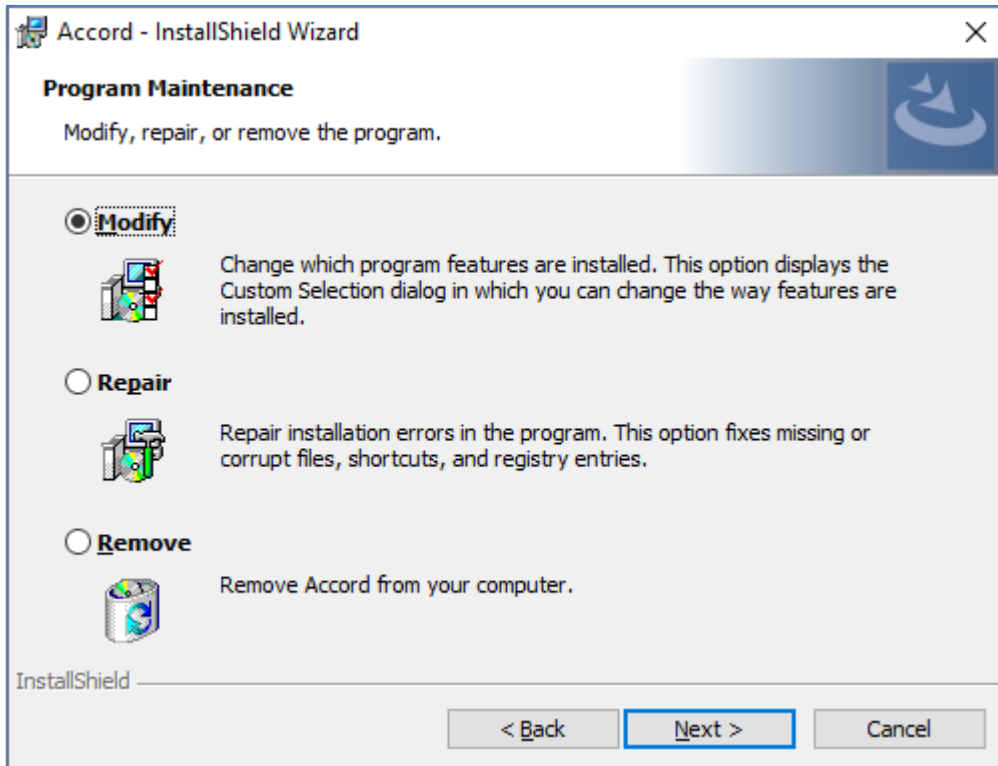 Accord - InstallShield Wizard
Program Maintenance
Modify, repair, or remove the program.
Modify
Change which program features are installed. This option displays the
Custom Selection dialog in which you can change the way features are
installed.
Repair
Repair installation errors in the program. This option fixes missing or
corrupt files, shortcuts, and registry entries.
Remove
Remove Accord from your computer.
InstallShield
< Back
Next >
Cancel